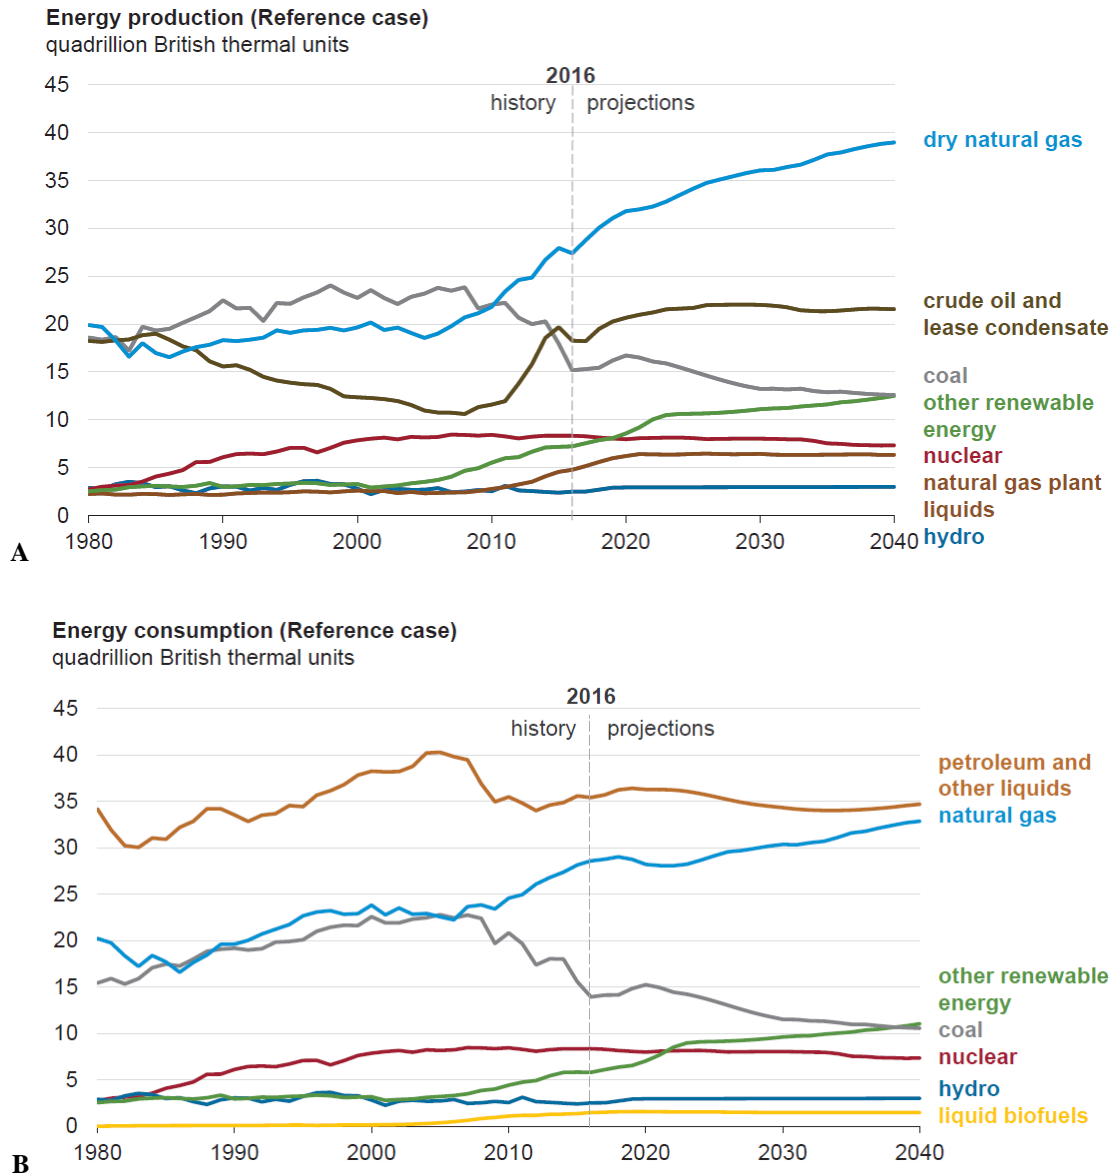 Energy production (Reference case)
quadrillion British thermal units
2016
history projections
45
40
35
30
25
20
15
10
5
0
1980 1990 2000 2010 2020 2030 2040
dry natural gas
crude oil and
lease condensate
coal
other renewable
energy
nuclear
natural gas plant
liquids
hydro
A
Energy consumption (Reference case)
quadrillion British thermal units
2016
history projections
45
40
35
30
25
20
15
10
5
0
1980 1990 2000 2010 2020 2030 2040
petroleum and
other liquids
natural gas
other renewable
energy
coal
nuclear
hydro
liquid biofuels
B